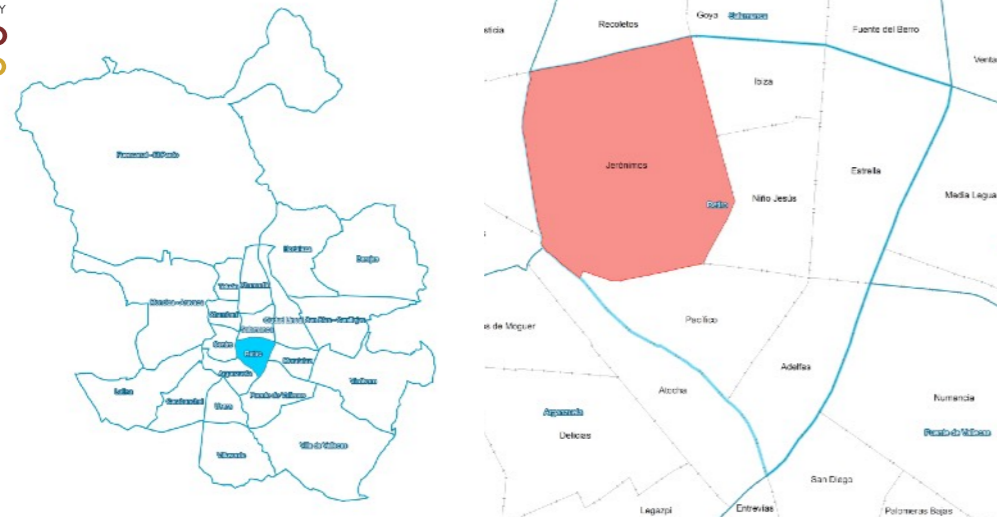 Y
Fuencarral - El Pardo
Hortaleza
Barajas
Tetuán
Chamartín
Moncloa - Aravaca
Chamberí
Ciudad Lineal
San Blas - Canillejas
Salamanca
Centro
Retiro
Moratalaz
Arganzuela
Vicálvaro
Latina
Carabanchel
Usera
Puente de Vallecas
Villa de Vallecas
Villaverde
Recoletos
Goya
Salamanca
Fuente del Berro
sticia
Venta
Ibiza
Jerónimos
Estrella
Niño Jesús
Retiro
Media Legua
Pacífico
s de Moguer
Adelfas
Atocha
Numancia
Arganzuela
Delicias
Puente de Vallecas
San Diego
Legazpi
Entrevías
Palomeras Bajas